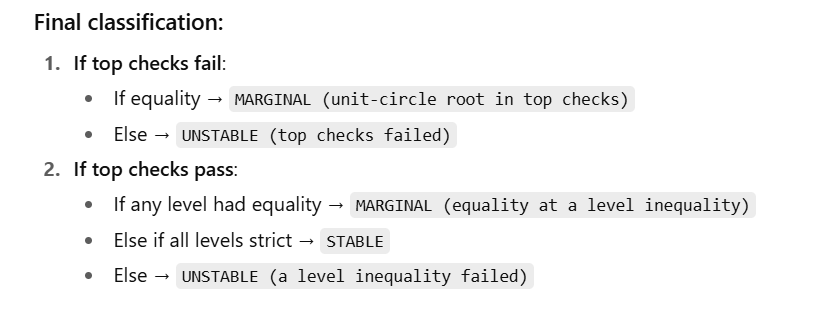 Final classification:
1. If top checks fail:
• If equality → MARGINAL (unit-circle root in top checks)
• Else → UNSTABLE (top checks failed)
2. If top checks pass:
• If any level had equality → MARGINAL (equality at a level inequality)
• Else if all levels strict → STABLE
• Else → UNSTABLE (a level inequality failed)